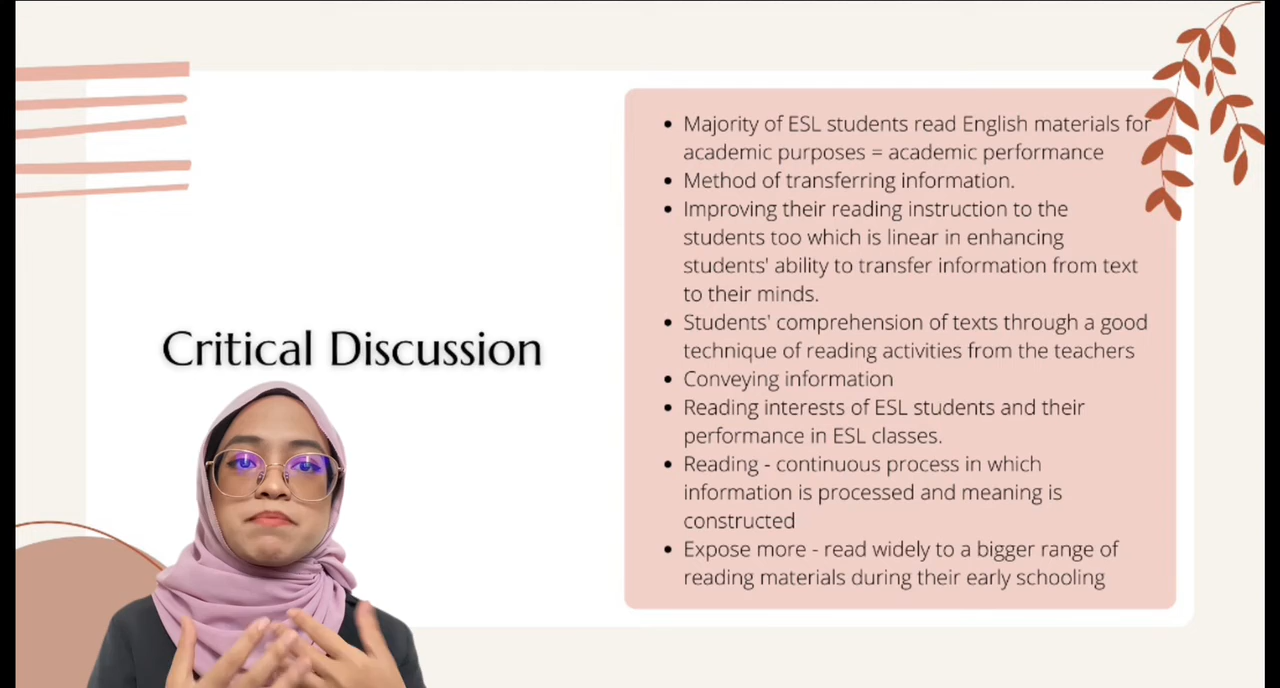 Critical Discussion
• Majority of ESL students read English materials for
academic purposes = academic performance
• Method of transferring information.
• Improving their reading instruction to the
students too which is linear in enhancing
students' ability to transfer information from text
to their minds.
• Students' comprehension of texts through a good
technique of reading activities from the teachers
• Conveying information
• Reading interests of ESL students and their
performance in ESL classes.
• Reading - continuous process in which
information is processed and meaning is
constructed
• Expose more - read widely to a bigger range of
reading materials during their early schooling